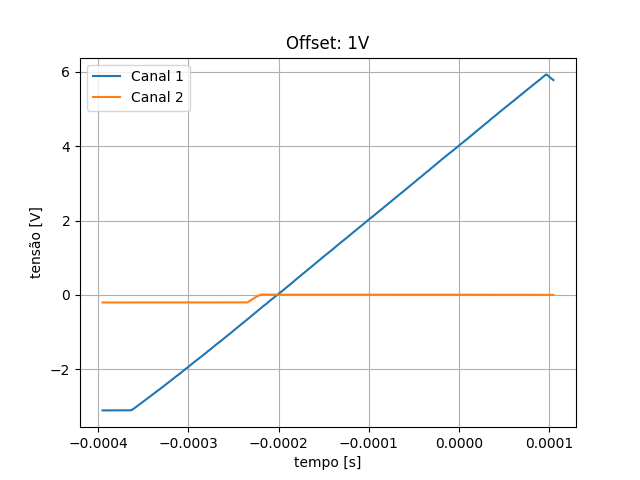 Offset: 1V
Canal 1
Canal 2
6
4
2
0
−2
tensão [V]
−0.0004 −0.0003 −0.0002 −0.0001 0.0000 0.0001
tempo [s]